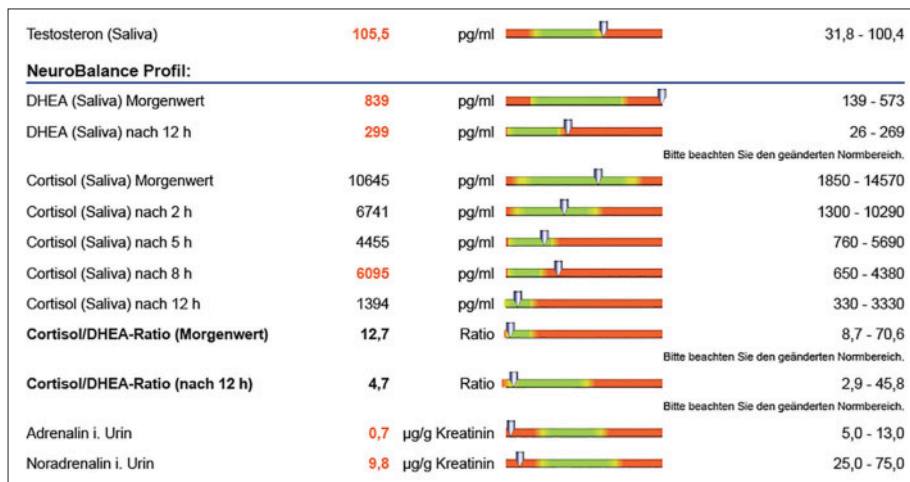 Testosteron (Saliva) 105,5 pg/ml 31,8 - 100,4
NeuroBalance Profil:
DHEA (Saliva) Morgenwert 839 pg/ml 139 - 573
DHEA (Saliva) nach 12 h 299 pg/ml 26 - 269
Bitte beachten Sie den geänderten Normbereich.
Cortisol (Saliva) Morgenwert 10645 pg/ml 1850 - 14570
Cortisol (Saliva) nach 2 h 6741 pg/ml 1300 - 10290
Cortisol (Saliva) nach 5 h 4455 pg/ml 760 - 5690
Cortisol (Saliva) nach 8 h 6095 pg/ml 650 - 4380
Cortisol (Saliva) nach 12 h 1394 pg/ml 330 - 3330
Cortisol/DHEA-Ratio (Morgenwert) 12,7 Ratio 8,7 - 70,6
Bitte beachten Sie den geänderten Normbereich.
Cortisol/DHEA-Ratio (nach 12 h) 4,7 Ratio 2,9 - 45,8
Bitte beachten Sie den geänderten Normbereich.
Adrenalin i. Urin 0,7 µg/g Kreatinin 5,0 - 13,0
Noradrenalin i. Urin 9,8 µg/g Kreatinin 25,0 - 75,0